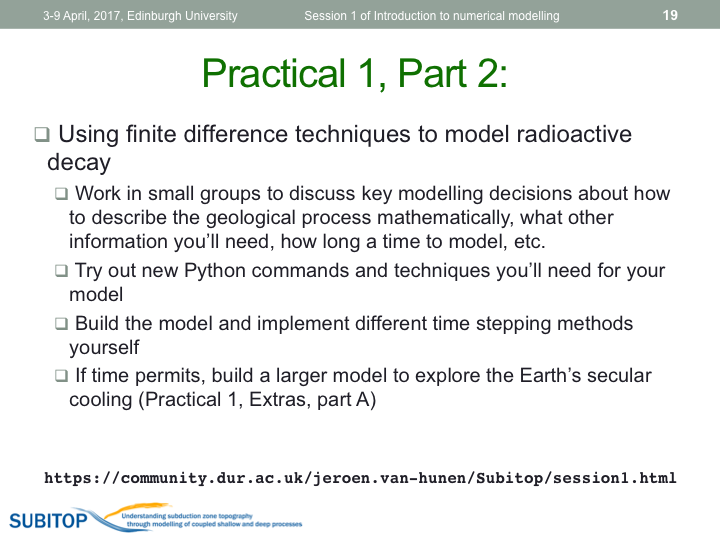 3-9 April, 2017, Edinburgh University Session 1 of Introduction to numerical modelling 19
Practical 1, Part 2:
Using finite difference techniques to model radioactive
decay
Work in small groups to discuss key modelling decisions about how
to describe the geological process mathematically, what other
information you’ll need, how long a time to model, etc.
Try out new Python commands and techniques you’ll need for your
model
Build the model and implement different time stepping methods
yourself
If time permits, build a larger model to explore the Earth’s secular
cooling (Practical 1, Extras, part A)
https://community.dur.ac.uk/jeroen.van-hunen/Subitop/session1.html
SUBITOP
Understanding subduction zone topography
through modelling of coupled shallow and deep processes